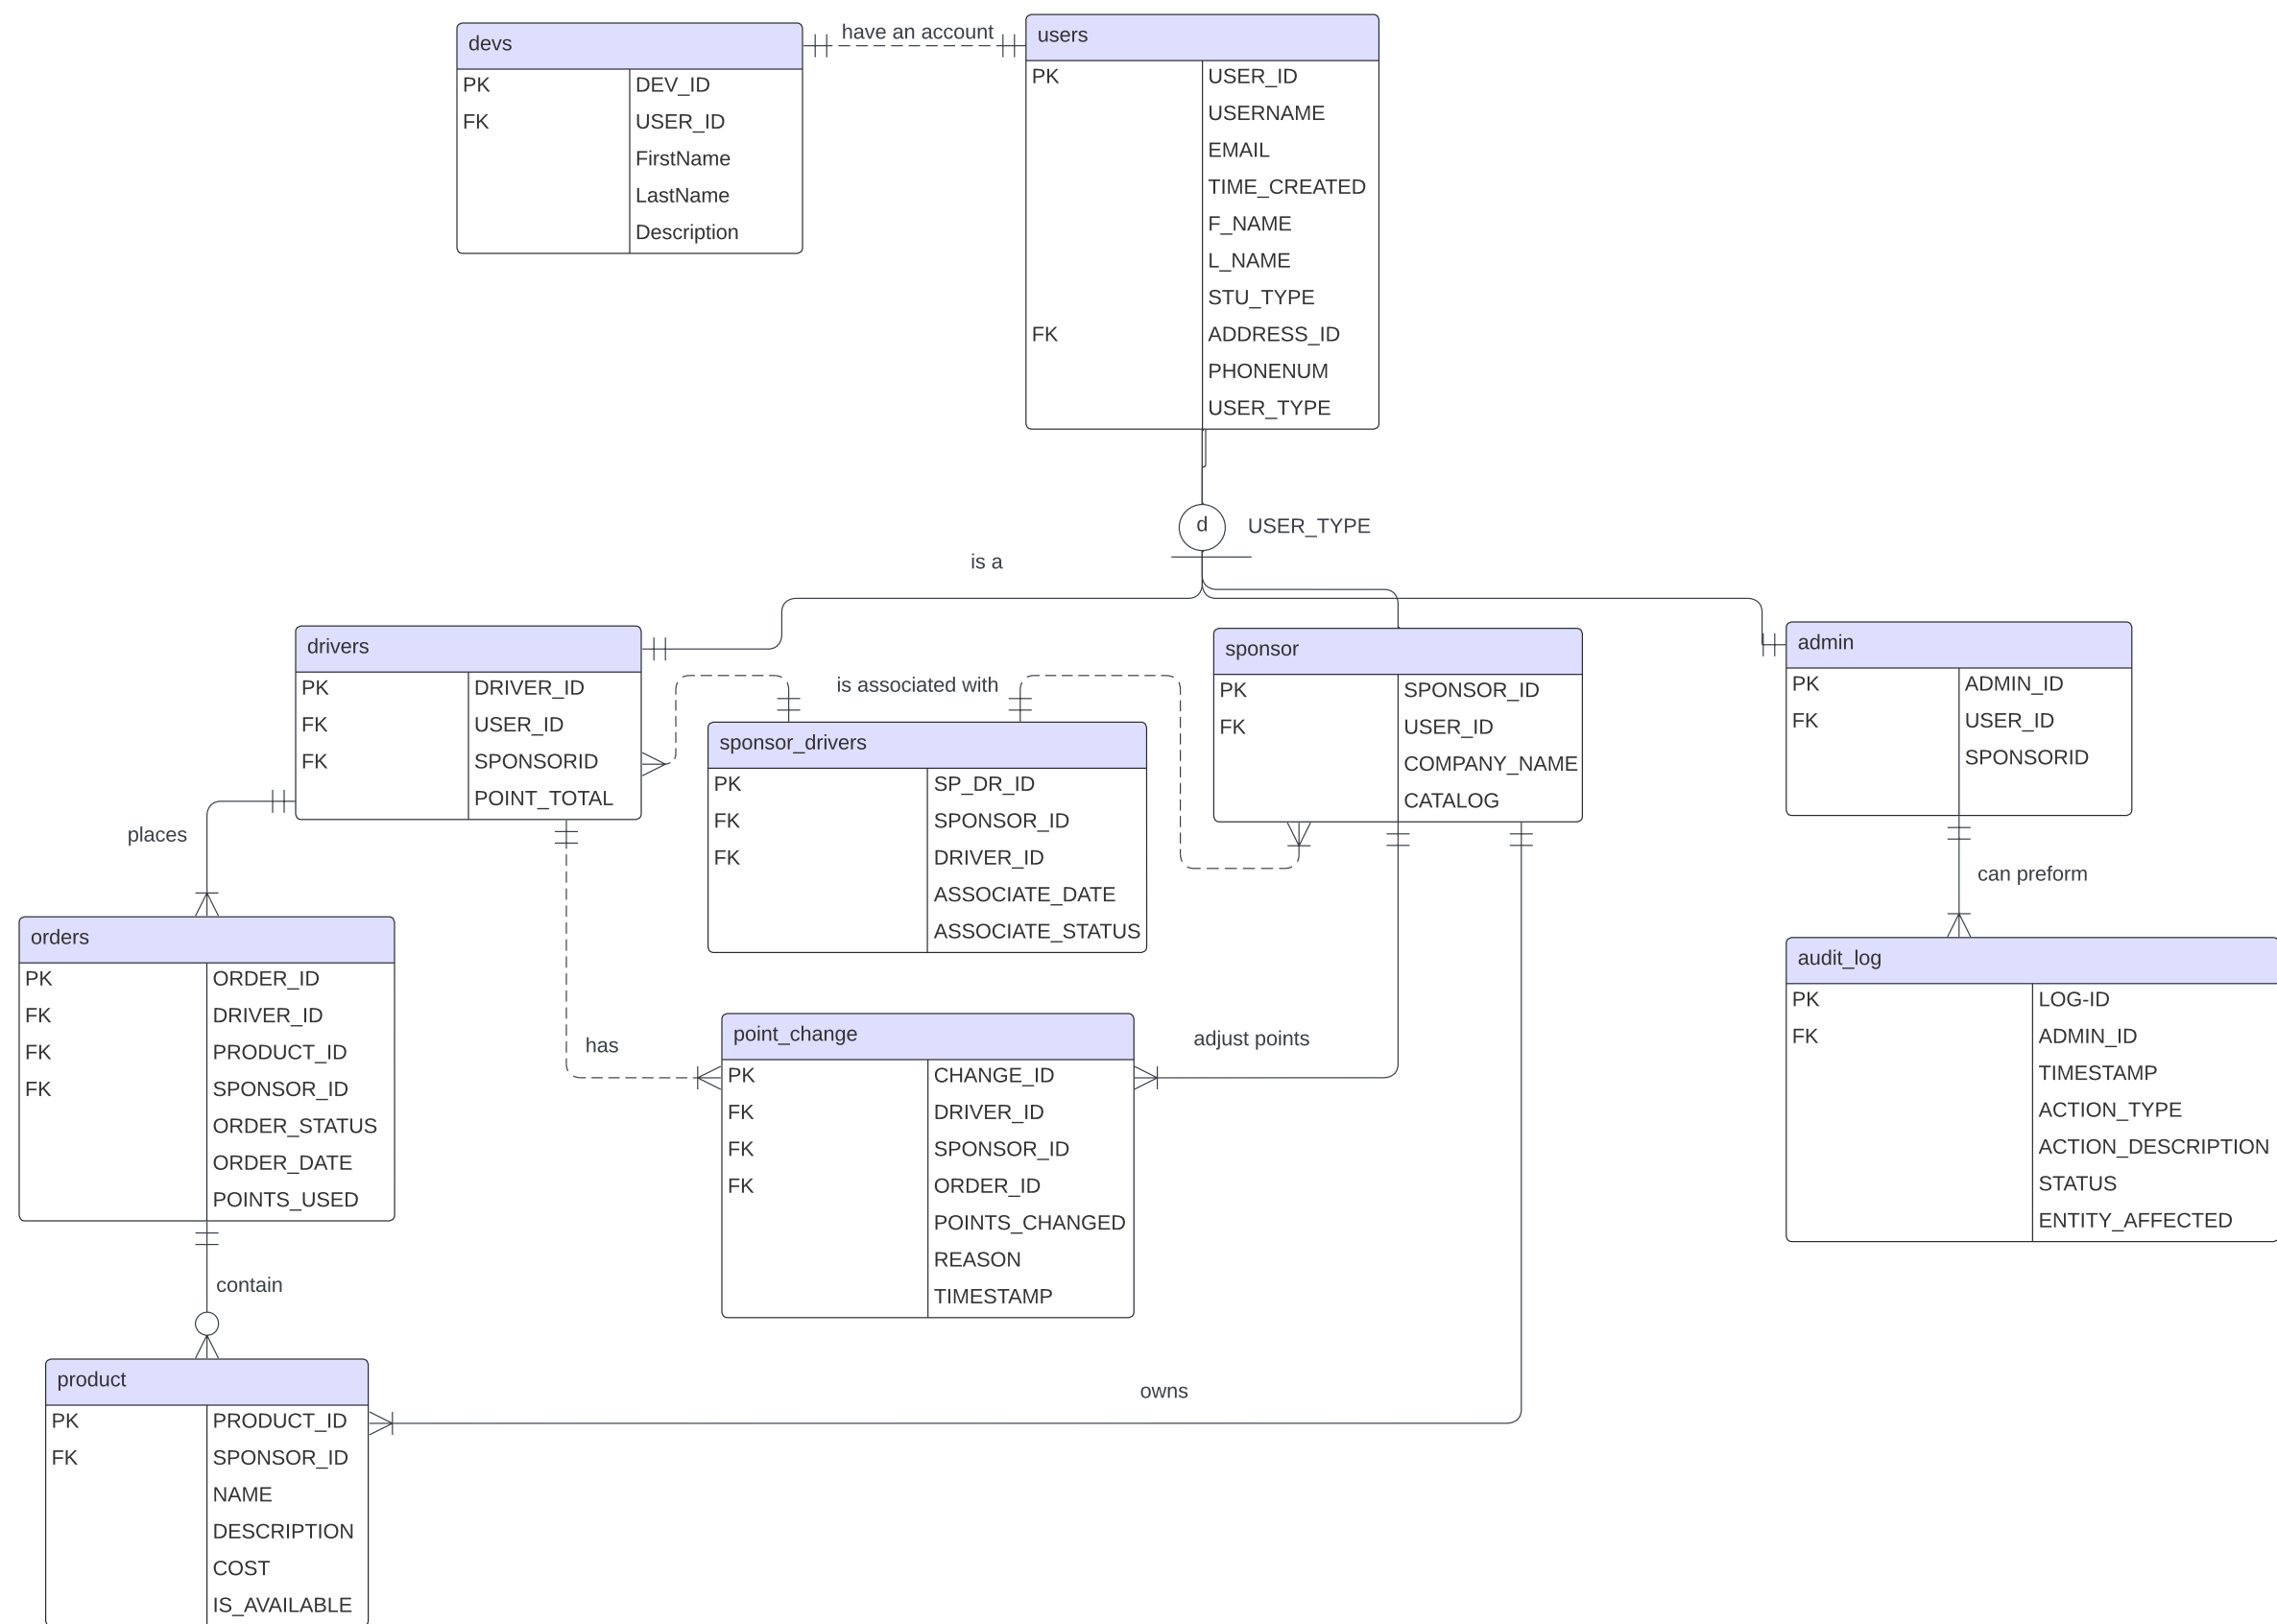 devs
PK DEV_ID
FK USER_ID
FirstName
LastName
Description
have an account
users
PK USER_ID
USERNAME
EMAIL
TIME_CREATED
F_NAME
L_NAME
STU_TYPE
FK ADDRESS_ID
PHONENUM
USER_TYPE
d
USER_TYPE
is a
drivers
PK DRIVER_ID
FK USER_ID
FK SPONSORID
POINT_TOTAL
is associated with
sponsor_drivers
PK SP_DR_ID
FK SPONSOR_ID
FK DRIVER_ID
ASSOCIATE_DATE
ASSOCIATE_STATUS
sponsor
PK SPONSOR_ID
FK USER_ID
COMPANY_NAME
CATALOG
admin
PK ADMIN_ID
FK USER_ID
SPONSORID
places
can preform
orders
PK ORDER_ID
FK DRIVER_ID
FK PRODUCT_ID
FK SPONSOR_ID
ORDER_STATUS
ORDER_DATE
POINTS_USED
has
point_change
PK CHANGE_ID
FK DRIVER_ID
FK SPONSOR_ID
FK ORDER_ID
POINTS_CHANGED
REASON
TIMESTAMP
adjust points
audit_log
PK LOG-ID
FK ADMIN_ID
TIMESTAMP
ACTION_TYPE
ACTION_DESCRIPTION
STATUS
ENTITY_AFFECTED
contain
owns
product
PK PRODUCT_ID
FK SPONSOR_ID
NAME
DESCRIPTION
COST
IS_AVAILABLE